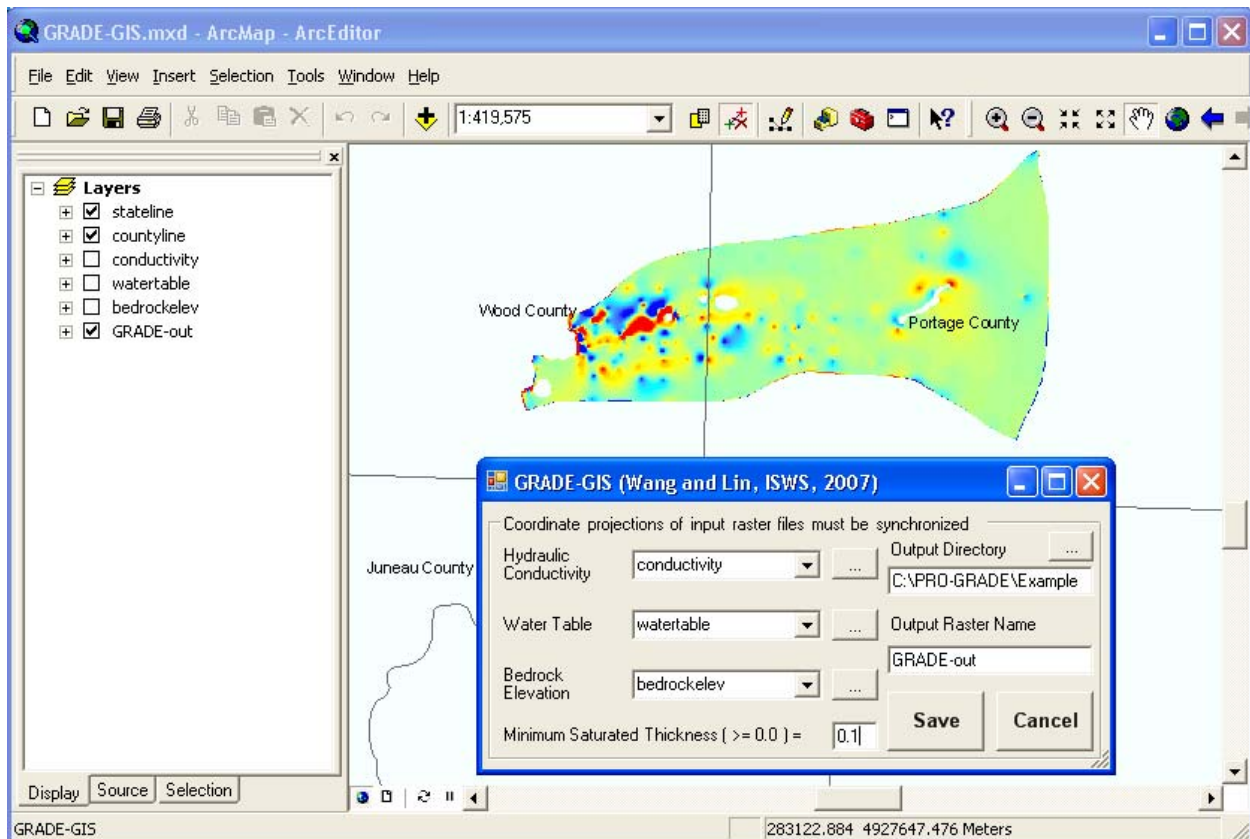 GRADE-GIS.mxd - ArcMap - ArcEditor
File Edit View Insert Selection Tools Window Help
1:419,575
Layers
stateline
countyline
conductivity
watertable
bedrockelev
GRADE-out
Wood County
Portage County
Juneau County
GRADE-GIS (Wang and Lin, ISWS, 2007)
Coordinate projections of input raster files must be synchronized
Hydraulic
Conductivity
conductivity
...
Output Directory
...
C:\PRO-GRADE\Example
Water Table
watertable
...
Output Raster Name
GRADE-out
Bedrock
Elevation
bedrockelev
...
Minimum Saturated Thickness ( >= 0.0 ) =
0.1
Save
Cancel
Display Source Selection
GRADE-GIS
283122.884 4927647.476 Meters